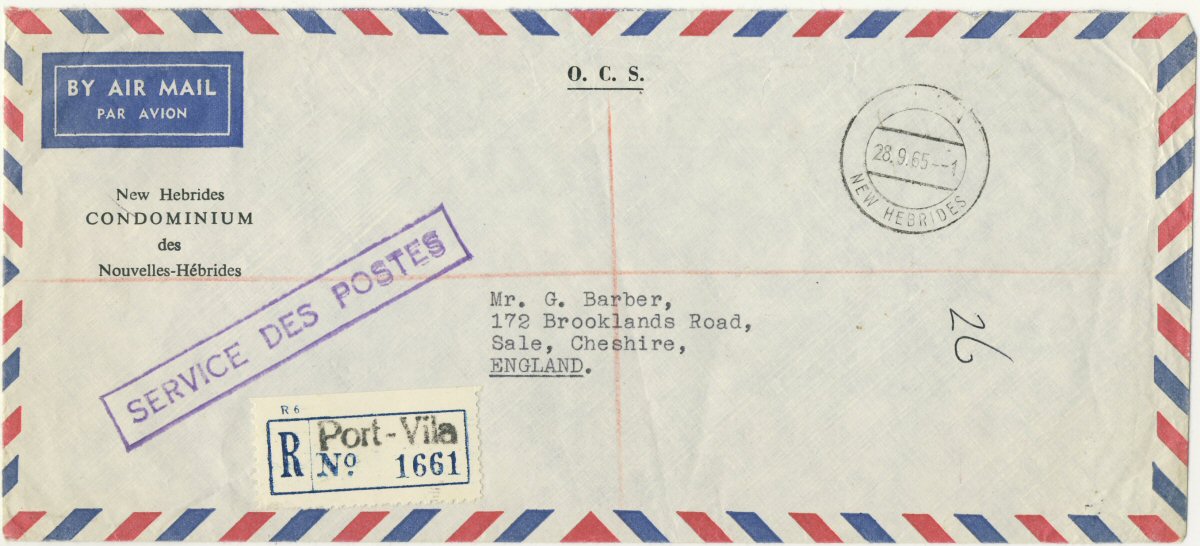 O. C. S.
BY AIR MAIL
PAR AVION
New Hebrides
CONDOMINIUM
des
Nouvelles-Hébrides
28.9.65--1
NEW HEBRIDES
SERVICE DES POSTES
Mr. G. Barber,
172 Brooklands Road,
Sale, Cheshire,
ENGLAND.
26
R 6
R Port-Vila
Nº 1661